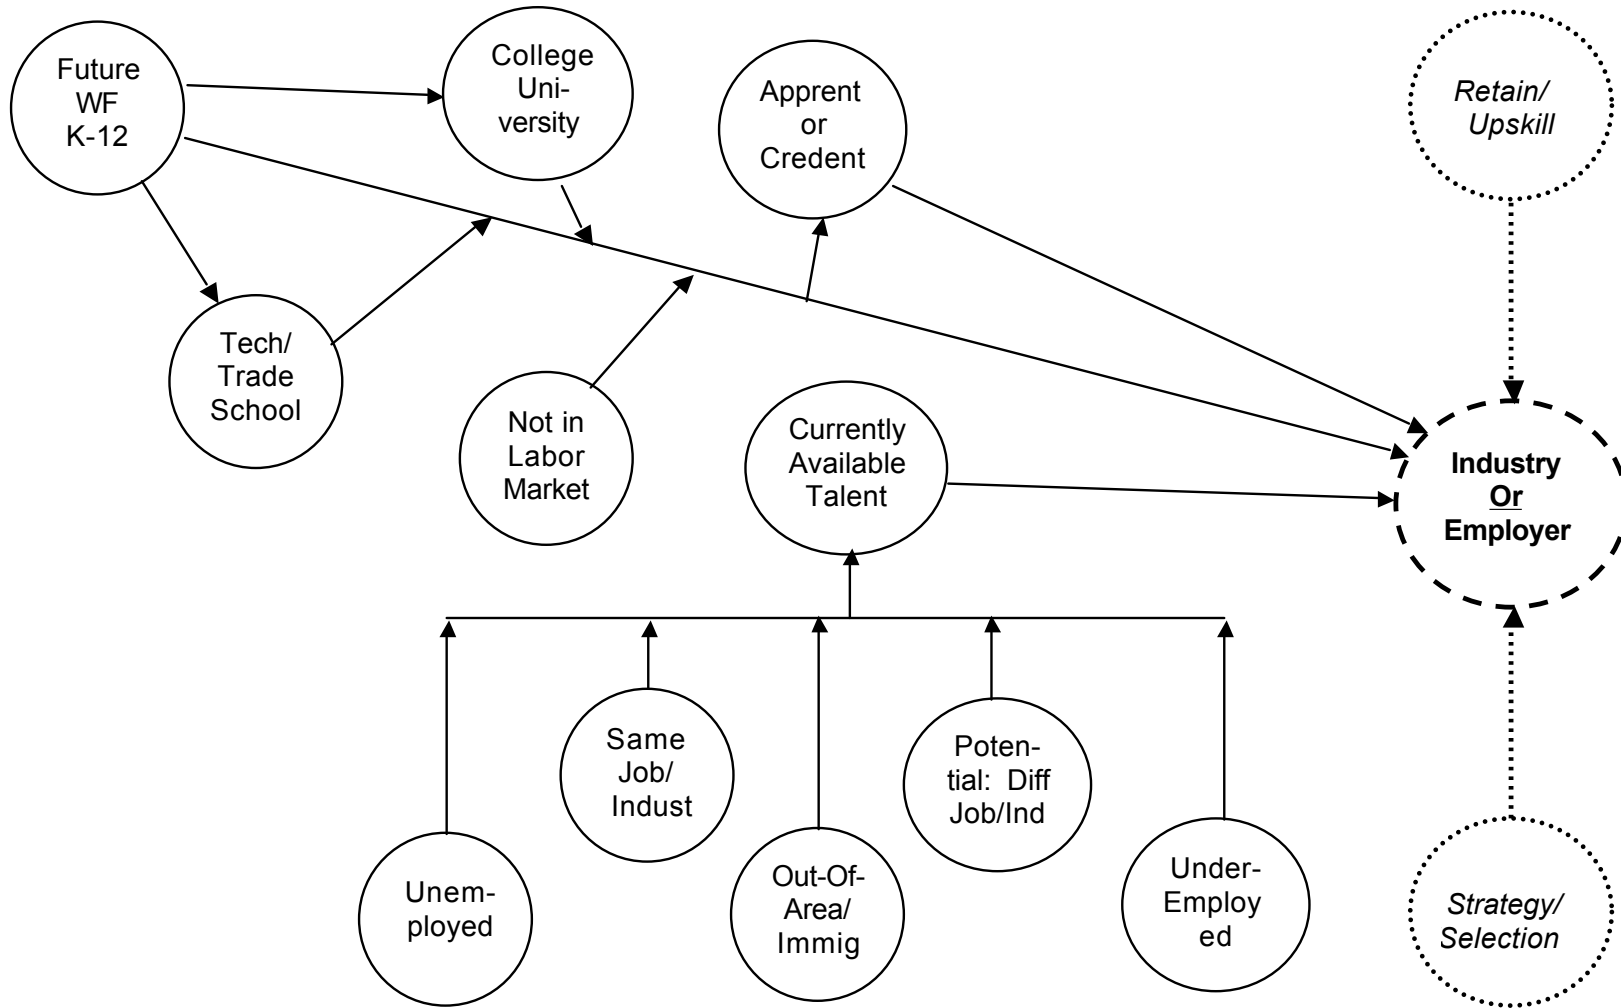 Future
WF
K-12
College
Uni-
versity
Apprent
or
Credent
Retain/
Upskill
Tech/
Trade
School
Not in
Labor
Market
Currently
Available
Talent
Industry
Or
Employer
Same
Job/
Indust
Poten-
tial: Diff
Job/Ind
Unem-
ployed
Out-Of-
Area/
Immig
Under-
Employ
ed
Strategy/
Selection